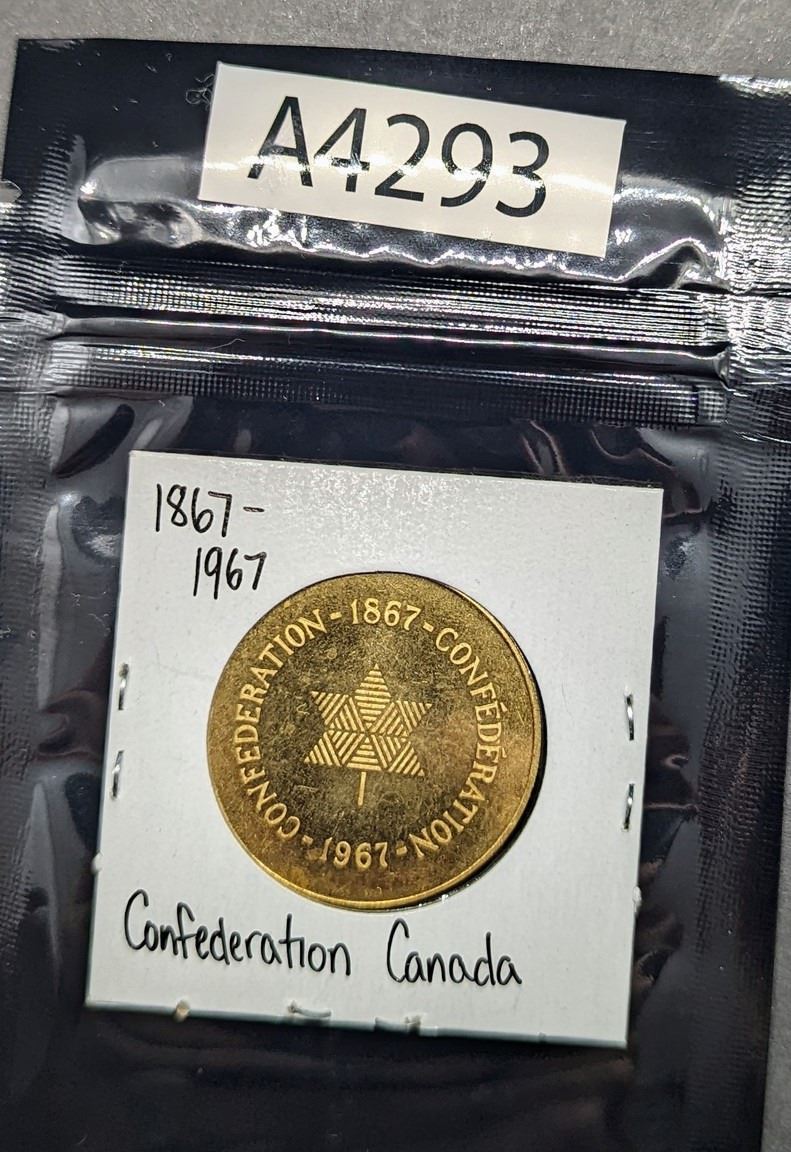 A4293
1867-
1967
CONFEDERATION - 1867 - CONFÉDÉRATION - 1967 -
Confederation Canada